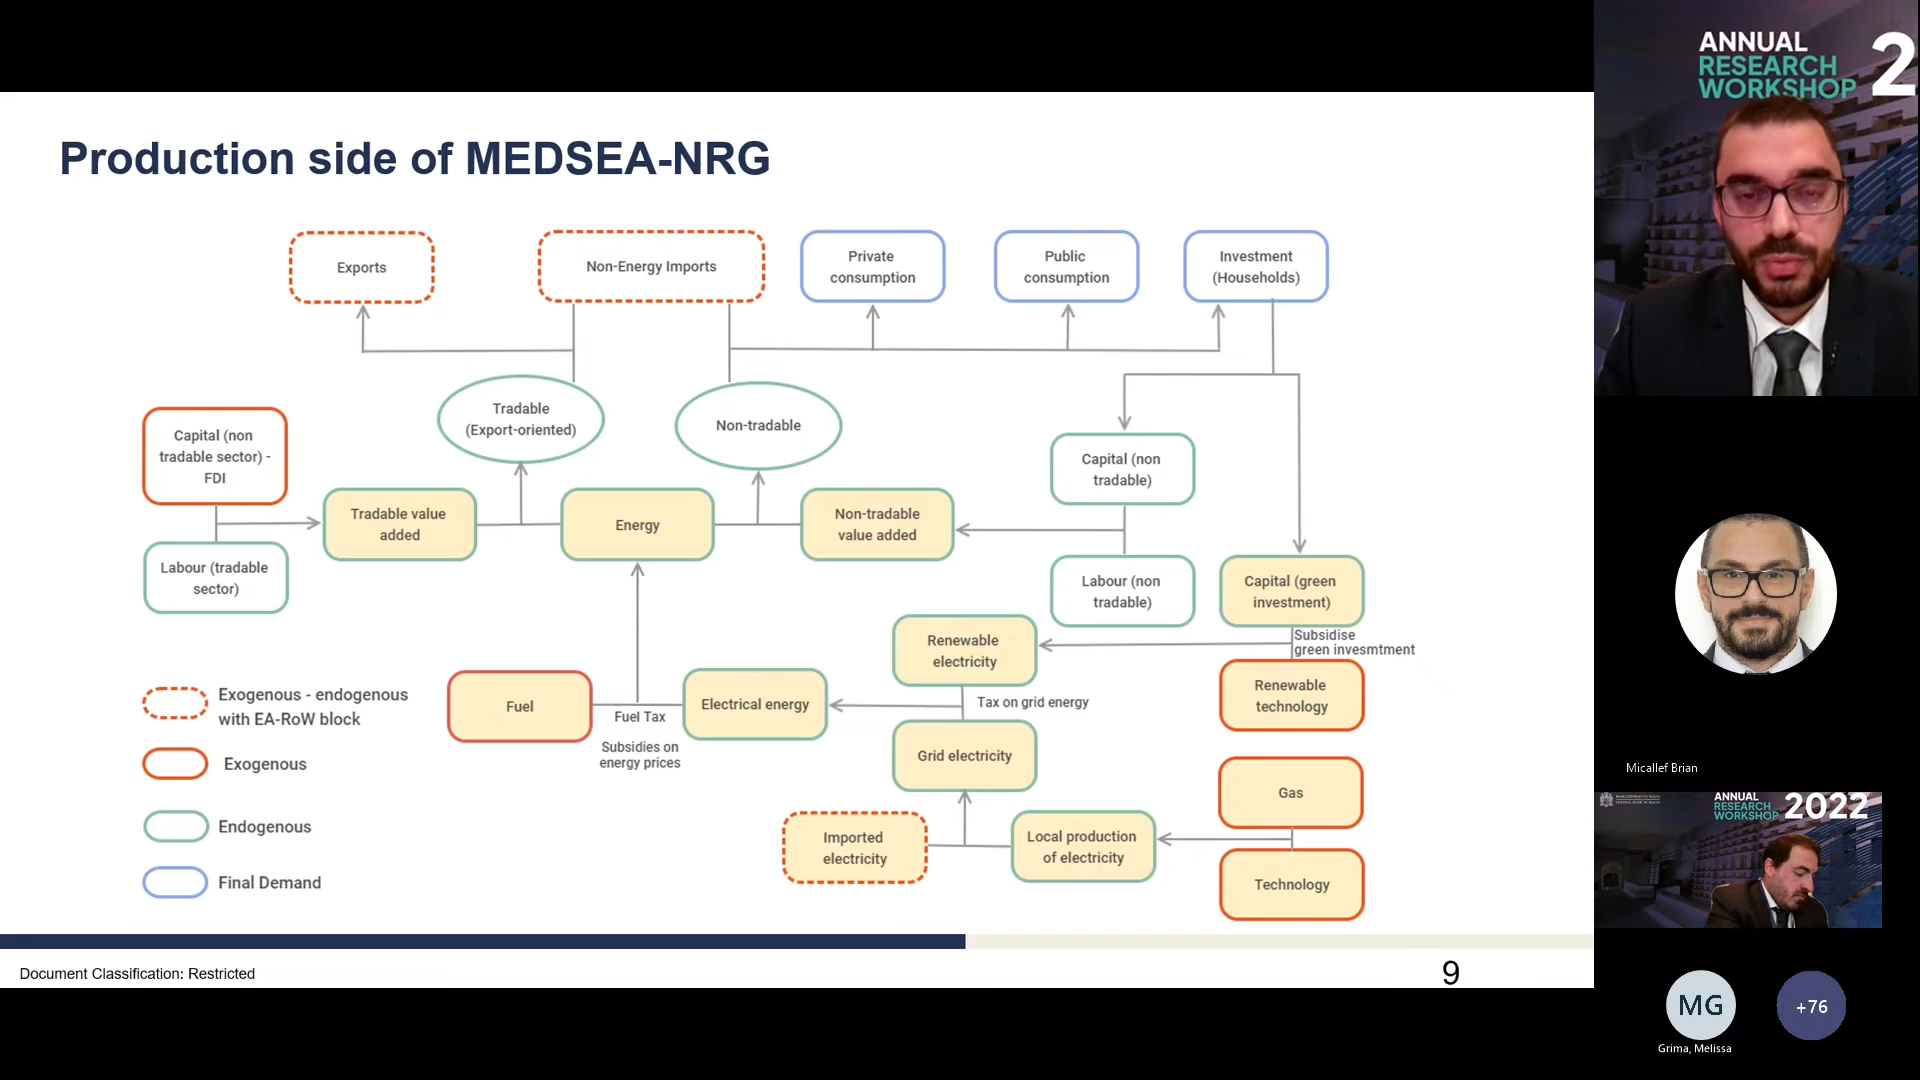 Production side of MEDSEA-NRG
Exports
Non-Energy Imports
Private
consumption
Public
consumption
Investment
(Households)
Tradable
(Export-oriented)
Non-tradable
Capital (non
tradable sector) -
FDI
Labour (tradable
sector)
Tradable value
added
Energy
Non-tradable
value added
Capital (non
tradable)
Labour (non
tradable)
Capital (green
investment)
Subsidise
green invesmtment
Renewable
electricity
Renewable
technology
Tax on grid energy
Fuel
Fuel Tax
Subsidies on
energy prices
Electrical energy
Grid electricity
Gas
Imported
electricity
Local production
of electricity
Technology
Exogenous - endogenous
with EA-RoW block
Exogenous
Endogenous
Final Demand
Document Classification: Restricted
9
ANNUAL
RESEARCH
WORKSHOP
2
Micallef Brian
ANNUAL
RESEARCH
WORKSHOP
2022
MG
+76
Grima, Melissa